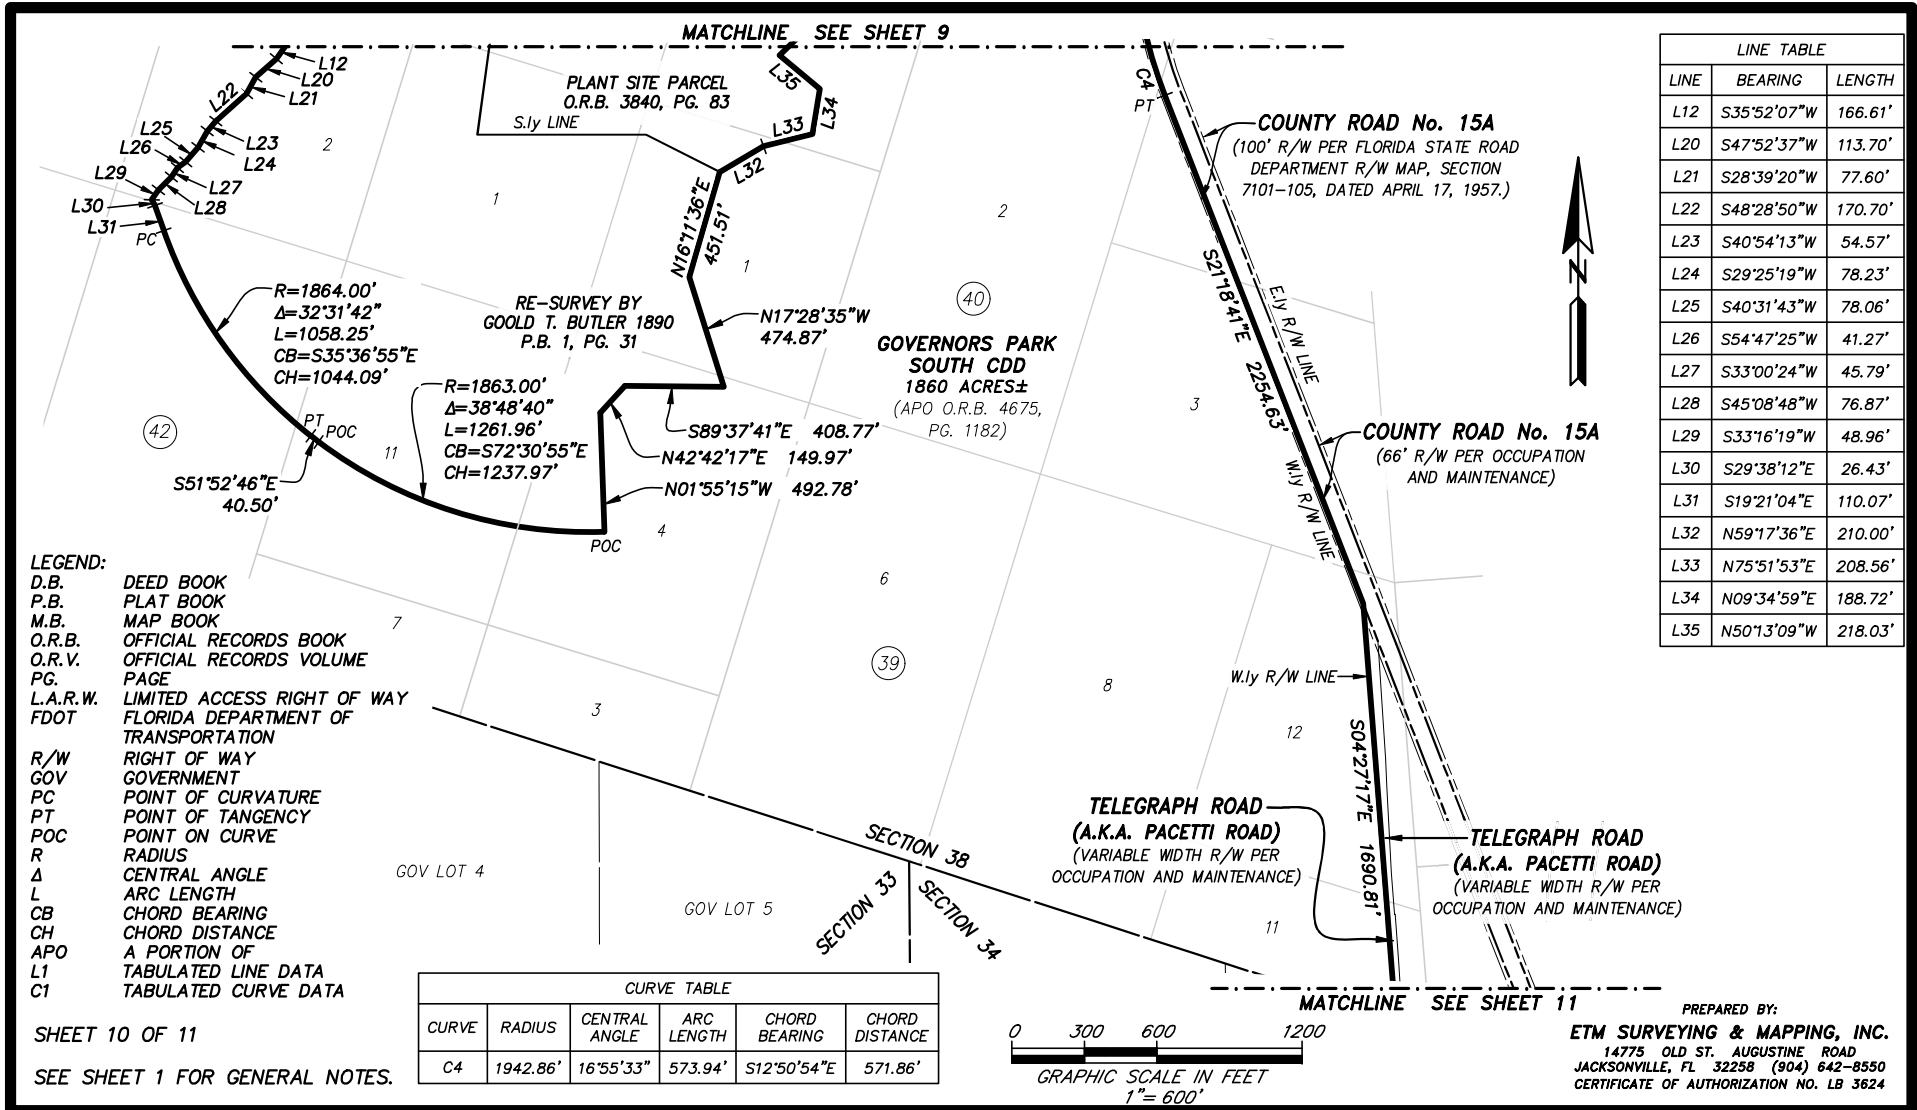 MATCHLINE SEE SHEET 9
L12
L20
L21
L22
L23
L24
L25
L26
L27
L28
L29
L30
L31
PC
2
PLANT SITE PARCEL
O.R.B. 3840, PG. 83
S.ly LINE
L35
L34
L33
L32
1
N16°11'36"E
451.51'
1
2
C4
PT
COUNTY ROAD No. 15A
(100' R/W PER FLORIDA STATE ROAD
DEPARTMENT R/W MAP, SECTION
7101-105, DATED APRIL 17, 1957.)
N
R=1864.00'
Δ=32°31'42"
L=1058.25'
CB=S35°36'55"E
CH=1044.09'
RE-SURVEY BY
GOOLD T. BUTLER 1890
P.B. 1, PG. 31
N17°28'35"W
474.87'
40
GOVERNORS PARK
SOUTH CDD
1860 ACRES±
(APO O.R.B. 4675,
PG. 1182)
S21°18'41"E 2254.63'
E.ly R/W LINE
W.ly R/W LINE
3
COUNTY ROAD No. 15A
(66' R/W PER OCCUPATION
AND MAINTENANCE)
R=1863.00'
Δ=38°48'40"
L=1261.96'
CB=S72°30'55"E
CH=1237.97'
S89°37'41"E 408.77'
N42°42'17"E 149.97'
N01°55'15"W 492.78'
42
PT
POC
11
S51°52'46"E
40.50'
POC
4
6
7
39
3
8
W.ly R/W LINE
12
S04°27'17"E 1690.81'
TELEGRAPH ROAD
(A.K.A. PACETTI ROAD)
(VARIABLE WIDTH R/W PER
OCCUPATION AND MAINTENANCE)
TELEGRAPH ROAD
(A.K.A. PACETTI ROAD)
(VARIABLE WIDTH R/W PER
OCCUPATION AND MAINTENANCE)
11
SECTION 38
SECTION 33
SECTION 34
GOV LOT 4
GOV LOT 5
MATCHLINE SEE SHEET 11
LINE TABLE
LINE BEARING LENGTH
L12 S35°52'07"W 166.61'
L20 S47°52'37"W 113.70'
L21 S28°39'20"W 77.60'
L22 S48°28'50"W 170.70'
L23 S40°54'13"W 54.57'
L24 S29°25'19"W 78.23'
L25 S40°31'43"W 78.06'
L26 S54°47'25"W 41.27'
L27 S33°00'24"W 45.79'
L28 S45°08'48"W 76.87'
L29 S33°16'19"W 48.96'
L30 S29°38'12"E 26.43'
L31 S19°21'04"E 110.07'
L32 N59°17'36"E 210.00'
L33 N75°51'53"E 208.56'
L34 N09°34'59"E 188.72'
L35 N50°13'09"W 218.03'
LEGEND:
D.B. DEED BOOK
P.B. PLAT BOOK
M.B. MAP BOOK
O.R.B. OFFICIAL RECORDS BOOK
O.R.V. OFFICIAL RECORDS VOLUME
PG. PAGE
L.A.R.W. LIMITED ACCESS RIGHT OF WAY
FDOT FLORIDA DEPARTMENT OF
TRANSPORTATION
R/W RIGHT OF WAY
GOV GOVERNMENT
PC POINT OF CURVATURE
PT POINT OF TANGENCY
POC POINT ON CURVE
R RADIUS
Δ CENTRAL ANGLE
L ARC LENGTH
CB CHORD BEARING
CH CHORD DISTANCE
APO A PORTION OF
L1 TABULATED LINE DATA
C1 TABULATED CURVE DATA
SHEET 10 OF 11
SEE SHEET 1 FOR GENERAL NOTES.
CURVE TABLE
CURVE RADIUS CENTRAL ANGLE ARC LENGTH CHORD BEARING CHORD DISTANCE
C4 1942.86' 16°55'33" 573.94' S12°50'54"E 571.86'
0 300 600 1200
GRAPHIC SCALE IN FEET
1"= 600'
PREPARED BY:
ETM SURVEYING & MAPPING, INC.
14775 OLD ST. AUGUSTINE ROAD
JACKSONVILLE, FL 32258 (904) 642-8550
CERTIFICATE OF AUTHORIZATION NO. LB 3624